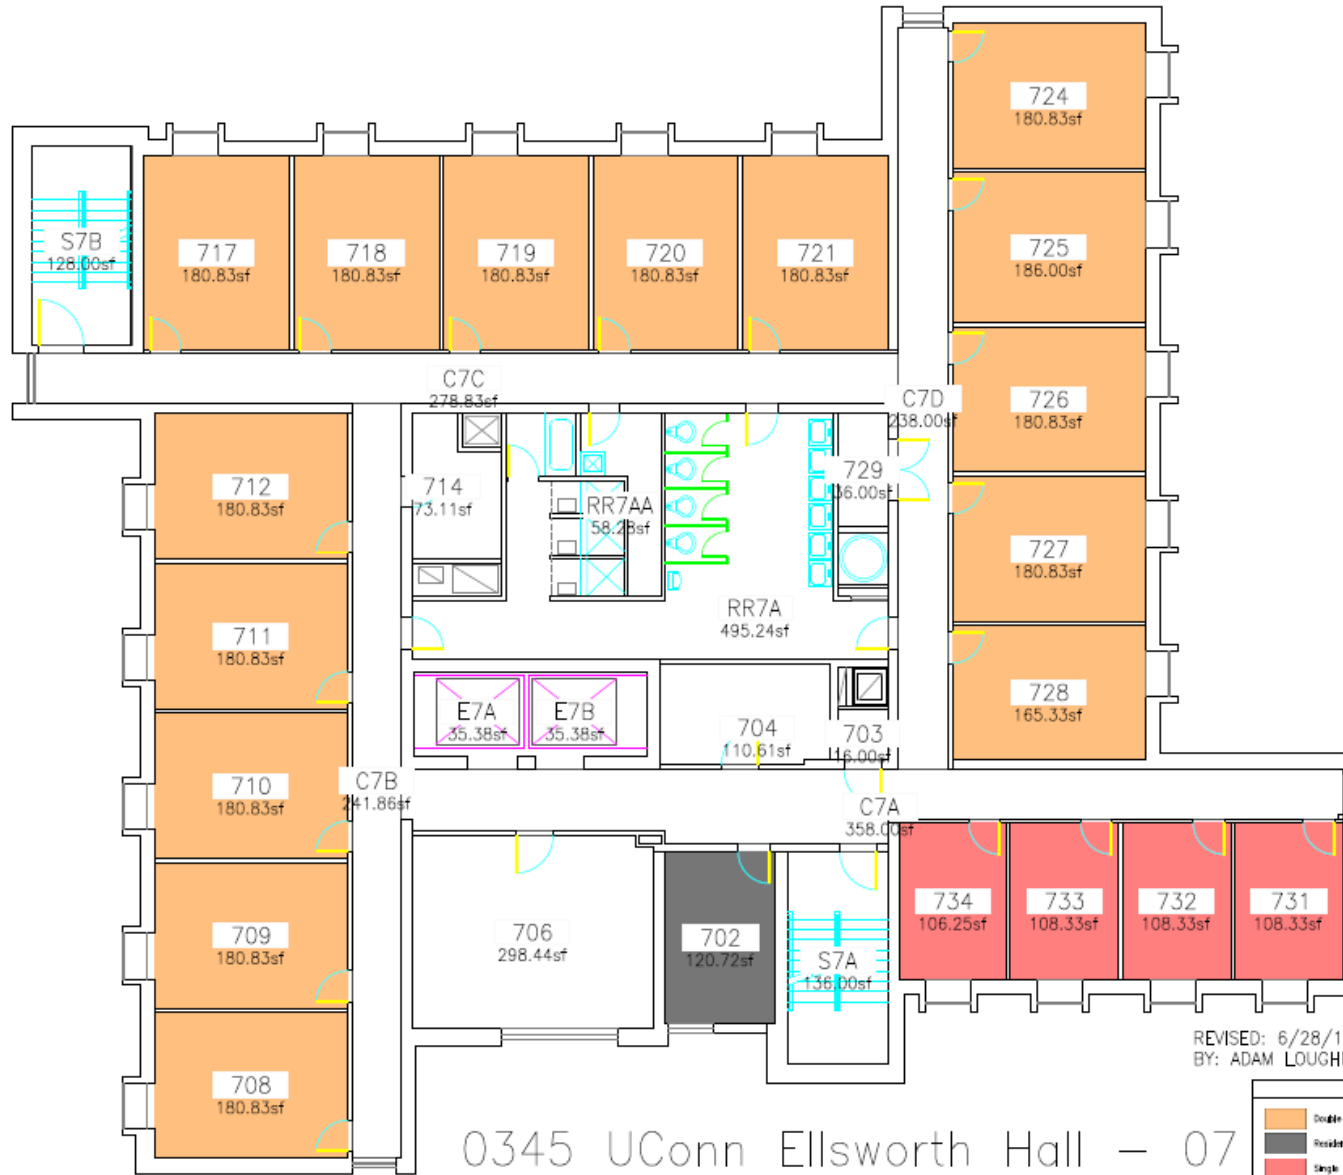 724
180.83sf
S7B
128.00sf
717
180.83sf
718
180.83sf
719
180.83sf
720
180.83sf
721
180.83sf
725
186.00sf
C7C
278.83sf
C7D
238.00sf
726
180.83sf
712
180.83sf
714
73.11sf
RR7AA
58.28sf
729
36.00sf
727
180.83sf
711
180.83sf
RR7A
495.24sf
728
165.33sf
E7A
35.38sf
E7B
35.38sf
704
110.61sf
703
16.00sf
710
180.83sf
C7B
241.86sf
C7A
358.00sf
709
180.83sf
706
298.44sf
702
120.72sf
S7A
136.00sf
734
106.25sf
733
108.33sf
732
108.33sf
731
108.33sf
708
180.83sf
REVISED: 6/28/1
BY: ADAM LOUGH
0345 UConn Ellsworth Hall - 07
Double
Resider
Single